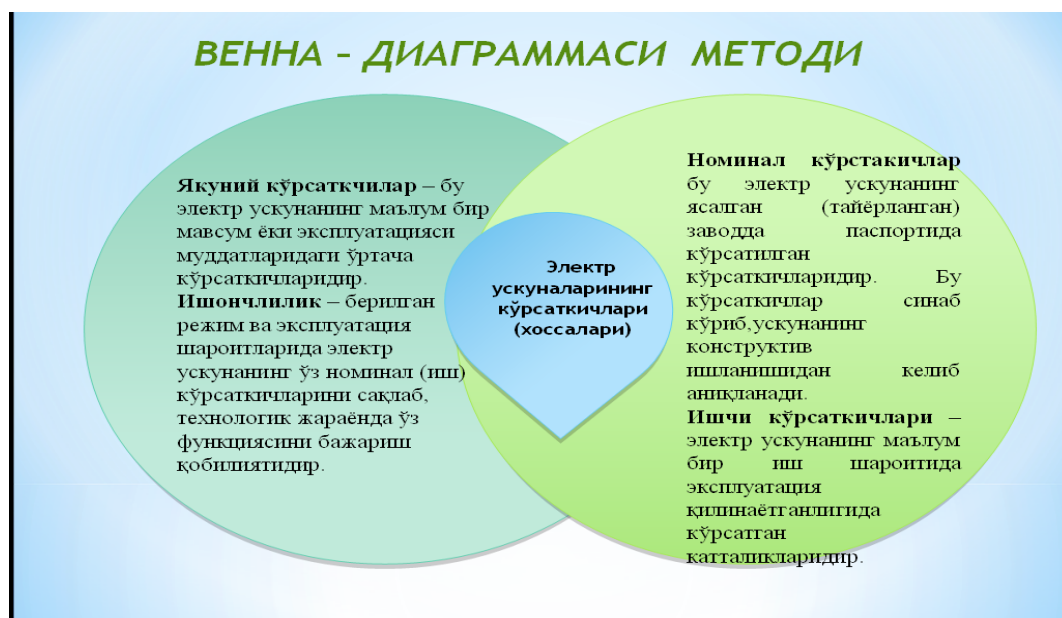 ВЕННА – ДИАГРАММАСИ МЕТОДИ
Якуний кўрсаткчилар – бу
электр ускунанинг маълум бир
мавсум ёки эксплуатацияси
муддатларидаги ўртача
кўрсаткичларидир.
Ишончлилик – берилган
режим ва эксплуатация
шароитларида электр
ускунанинг ўз номинал (иш)
кўрсаткичларини сақлаб,
технологик жараёнда ўз
функциясини бажариш
қобилиятидир.
Электр
ускуналарининг
кўрсаткичлари
(хоссалари)
Номинал кўрстакичлар
бу электр ускунанинг
ясалган (тайёрланган)
заводда паспортида
кўрсатилган
кўрсаткичларидир. Бу
кўрсаткичлар синаб
кўриб,ускунанинг
конструктив
ишланишидан келиб
аниқланади.
Ишчи кўрсаткичлари –
электр ускунанинг маълум
бир иш шароитида
эксплуатация
қилинаётганлигида
кўрсатган
катталикларидир.